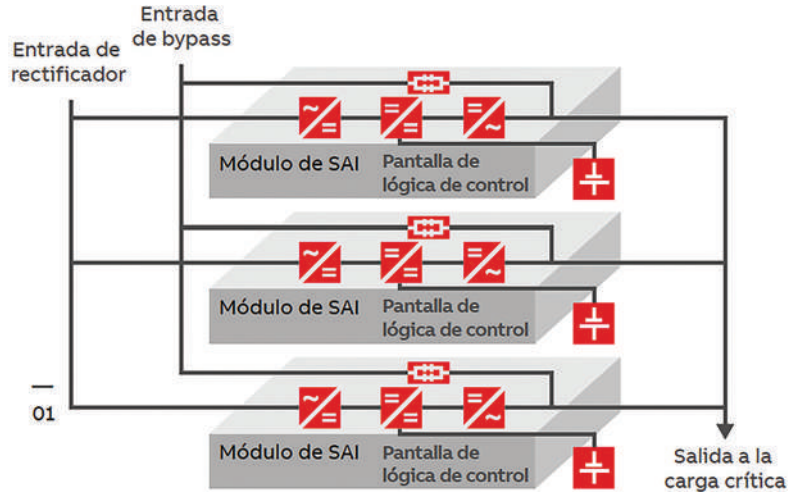 Entrada
de bypass
Entrada de
rectificador
Módulo de SAI
Pantalla de
lógica de control
Módulo de SAI
Pantalla de
lógica de control
Módulo de SAI
Pantalla de
lógica de control
01
Salida a la
carga crítica